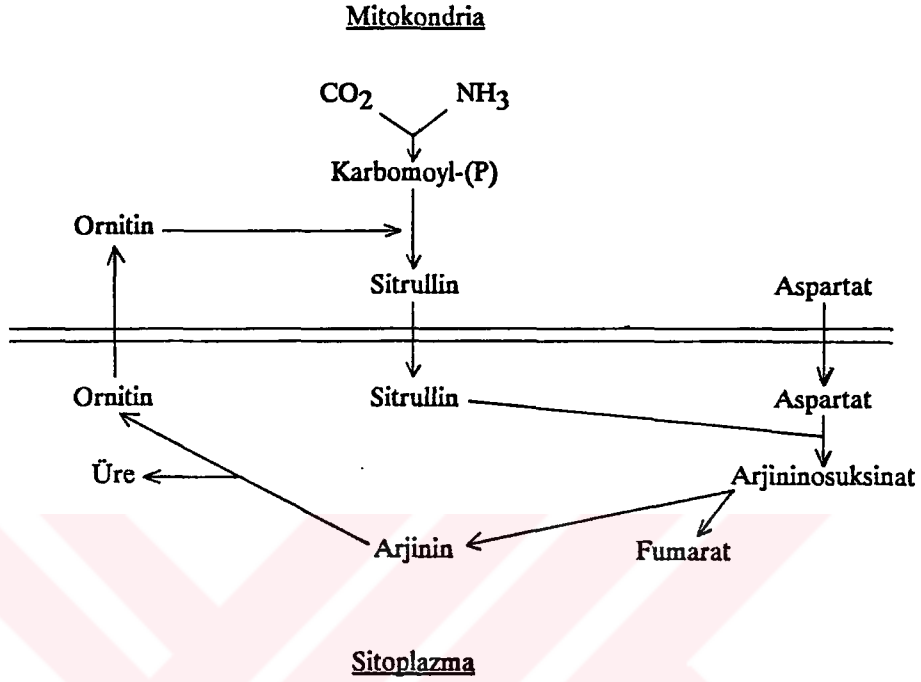 Mitokondria
CO2 NH3
Karbomoyl-(P)
Ornitin
Sitrullin Aspartat
Ornitin Sitrullin Aspartat
Üre Arjininosuksinat
Arjinin Fumarat
Sitoplazma